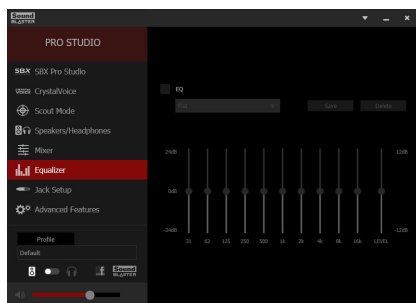 Sound
BLASTER
PRO STUDIO
SBX SBX Pro Studio
CrystalVoice
Scout Mode
Speakers/Headphones
Mixer
Equalizer
Jack Setup
Advanced Features
Profile
Default
Sound
BLASTER
EQ
Flat
Save
Delete
24dB
12dB
0dB
-24dB
-12dB
31 62 125 250 500 1k 2k 4k 8k 16k LEVEL